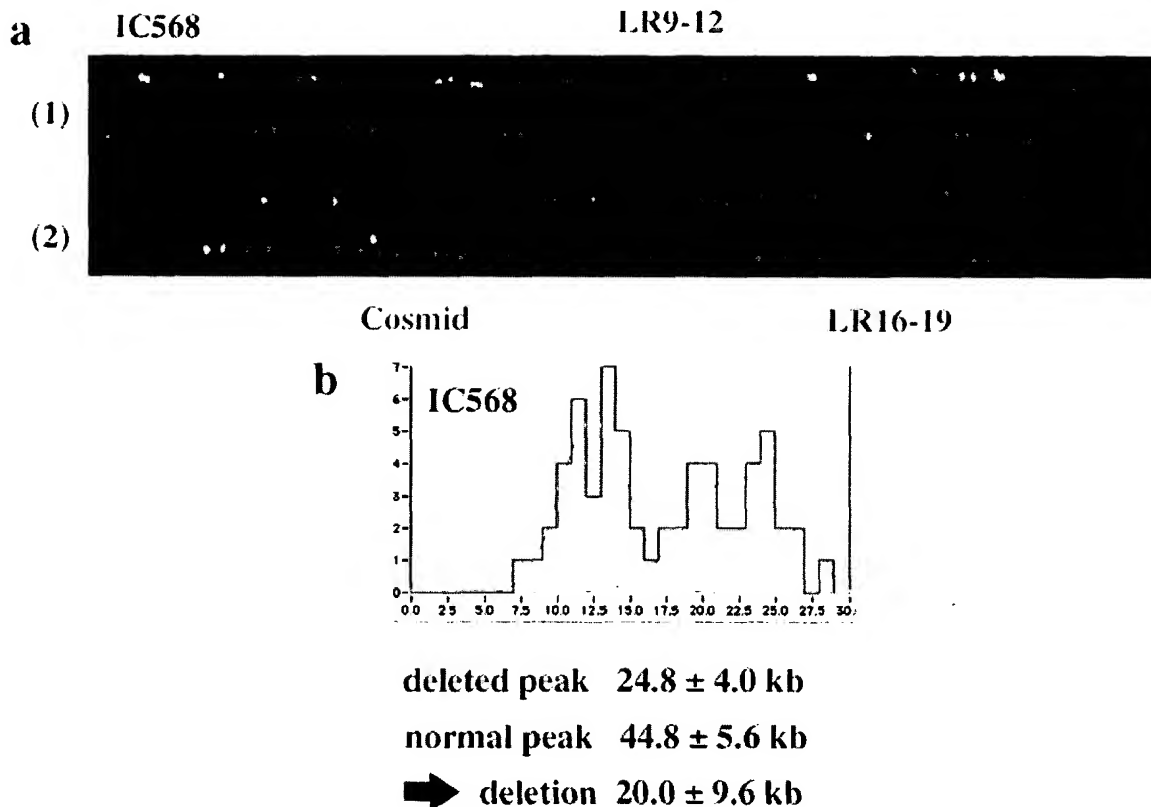 a IC568 LR9-12
(1)
(2)
Cosmid LR16-19
b
IC568
7
6
5
4
3
2
1
0
0.0 2.5 5.0 7.5 10.0 12.5 15.0 17.5 20.0 22.5 25.0 27.5 30.
deleted peak 24.8 ± 4.0 kb
normal peak 44.8 ± 5.6 kb
deletion 20.0 ± 9.6 kb